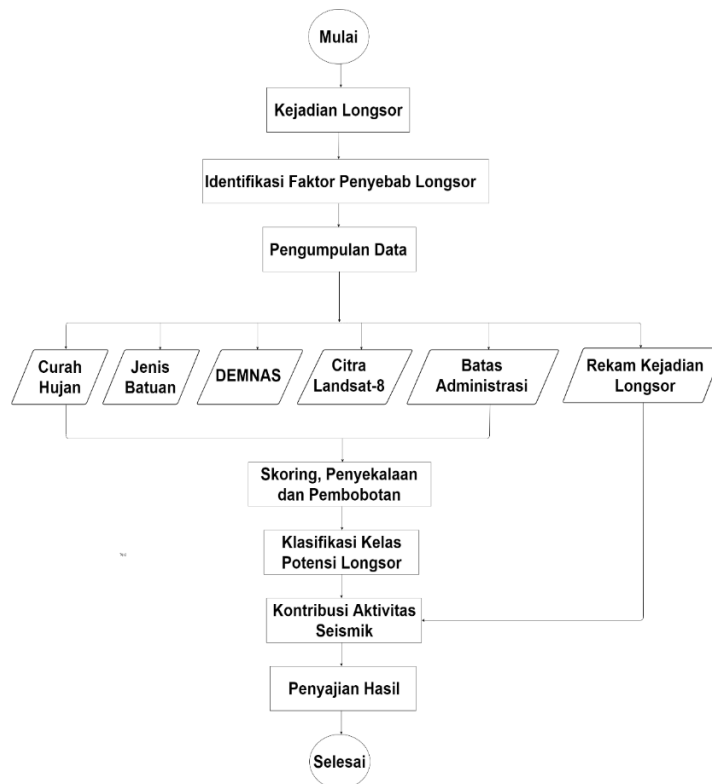 Mulai
Kejadian Longsor
Identifikasi Faktor Penyebab Longsor
Pengumpulan Data
Curah
Hujan
Jenis
Batuan
DEMNAS
Citra
Landsat-8
Batas
Administrasi
Rekam Kejadian
Longsor
Skoring, Penyekalaan
dan Pembobotan
Klasifikasi Kelas
Potensi Longsor
Kontribusi Aktivitas
Seismik
Penyajian Hasil
Selesai